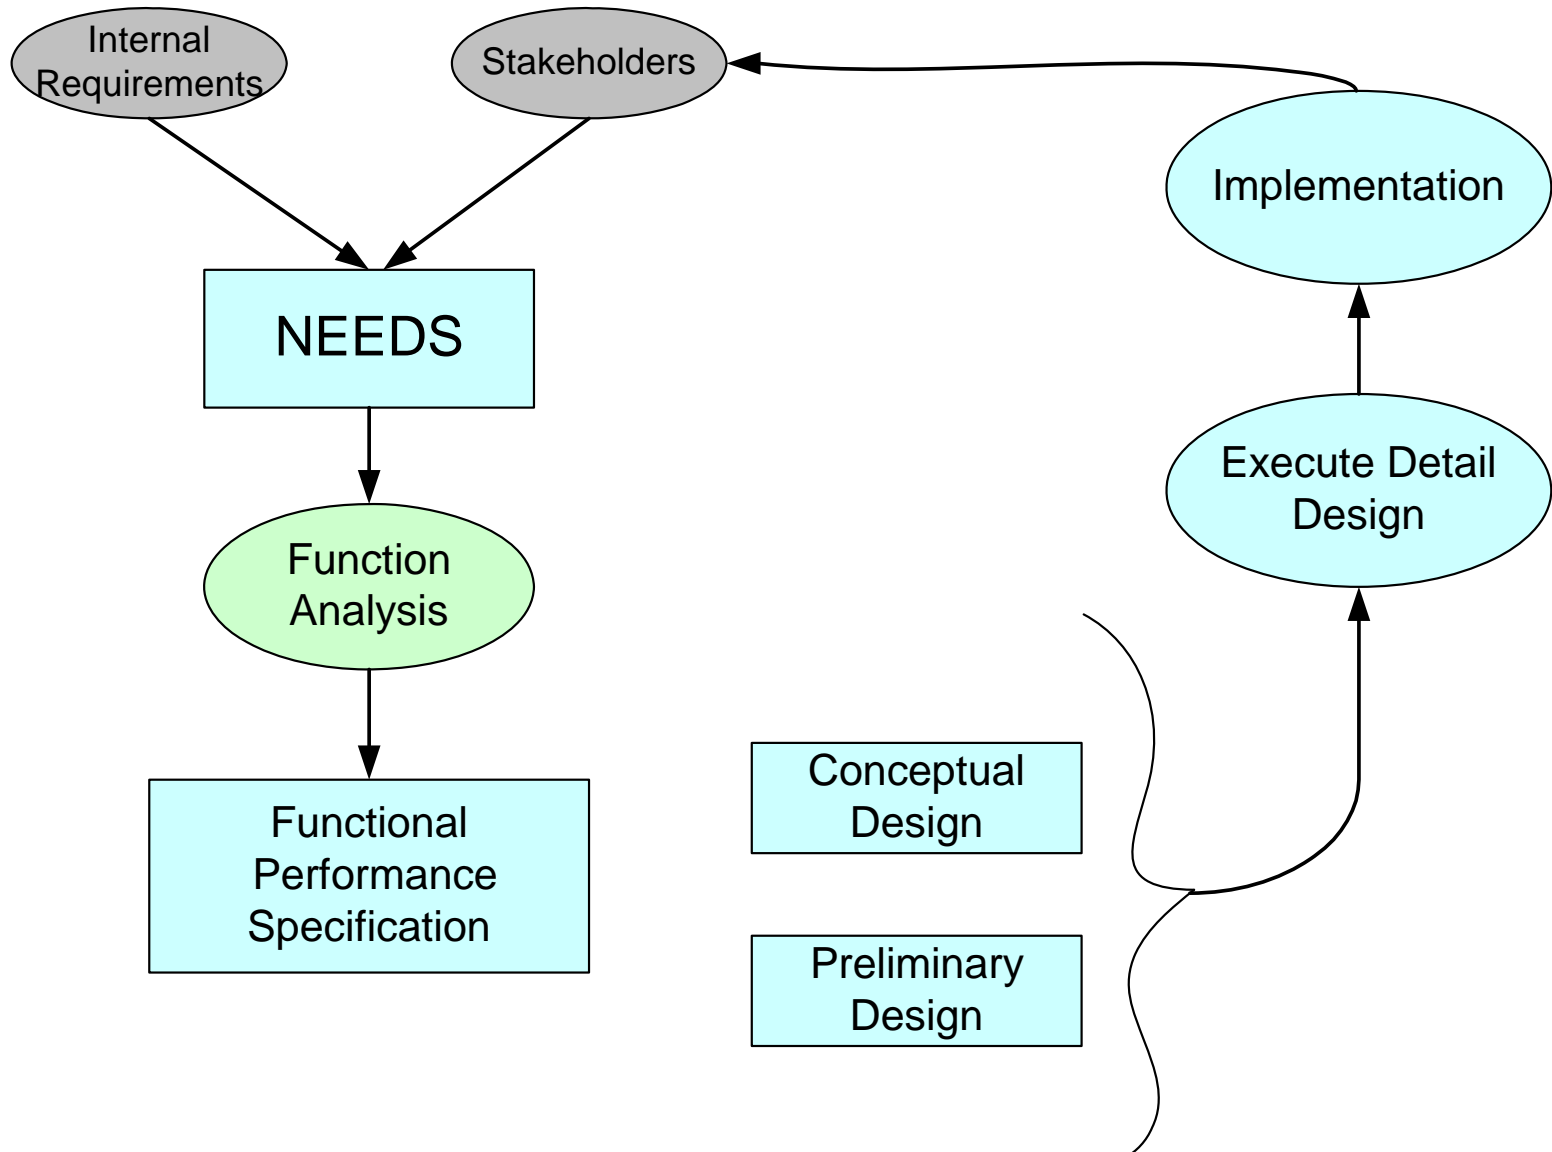 Internal
Requirements
Stakeholders
Implementation
NEEDS
Execute Detail
Design
Function
Analysis
Conceptual
Design
Functional
Performance
Specification
Preliminary
Design